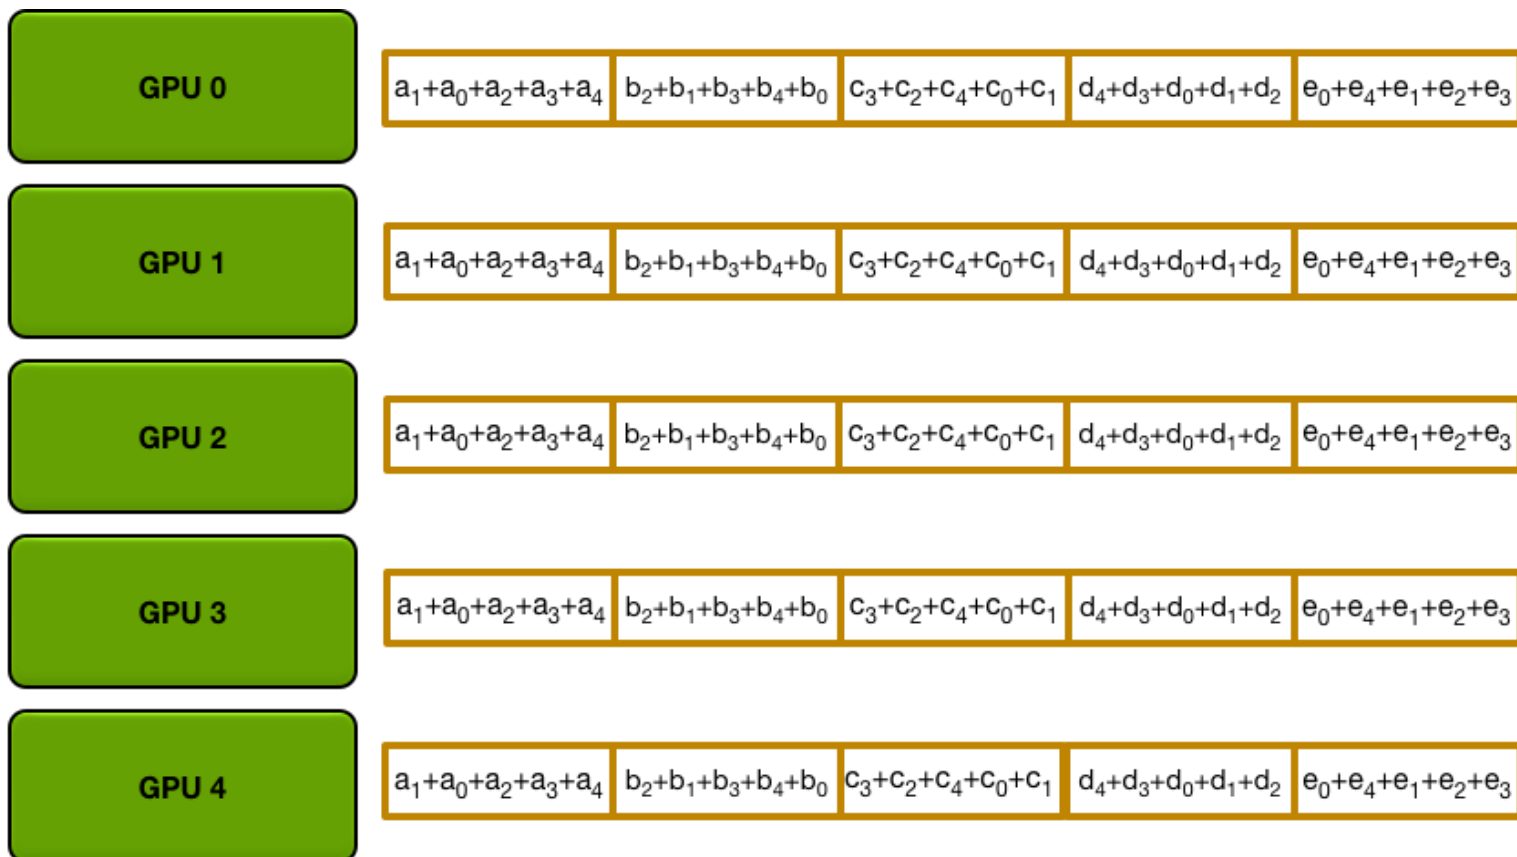 GPU 0 a₁+a₀+a₂+a₃+a₄ b₂+b₁+b₃+b₄+b₀ c₃+c₂+c₄+c₀+c₁ d₄+d₃+d₀+d₁+d₂ e₀+e₄+e₁+e₂+e₃
GPU 1 a₁+a₀+a₂+a₃+a₄ b₂+b₁+b₃+b₄+b₀ c₃+c₂+c₄+c₀+c₁ d₄+d₃+d₀+d₁+d₂ e₀+e₄+e₁+e₂+e₃
GPU 2 a₁+a₀+a₂+a₃+a₄ b₂+b₁+b₃+b₄+b₀ c₃+c₂+c₄+c₀+c₁ d₄+d₃+d₀+d₁+d₂ e₀+e₄+e₁+e₂+e₃
GPU 3 a₁+a₀+a₂+a₃+a₄ b₂+b₁+b₃+b₄+b₀ c₃+c₂+c₄+c₀+c₁ d₄+d₃+d₀+d₁+d₂ e₀+e₄+e₁+e₂+e₃
GPU 4 a₁+a₀+a₂+a₃+a₄ b₂+b₁+b₃+b₄+b₀ c₃+c₂+c₄+c₀+c₁ d₄+d₃+d₀+d₁+d₂ e₀+e₄+e₁+e₂+e₃